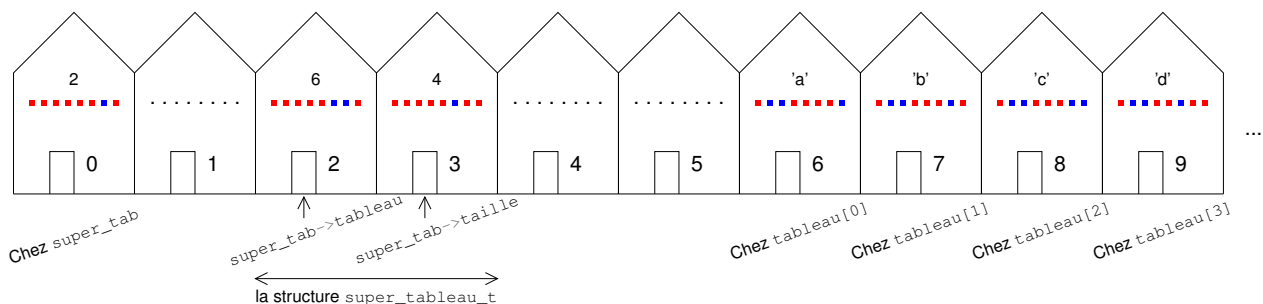 2 6 4 'a' 'b' 'c' 'd'
. . . . . . . . . . . . . . . . . . . . . . . .
...
0 1 2 3 4 5 6 7 8 9
Chez super_tab
super_tab->tableau
super_tab->taille
Chez tableau[0]
Chez tableau[1]
Chez tableau[2]
Chez tableau[3]
la structure super_tableau_t